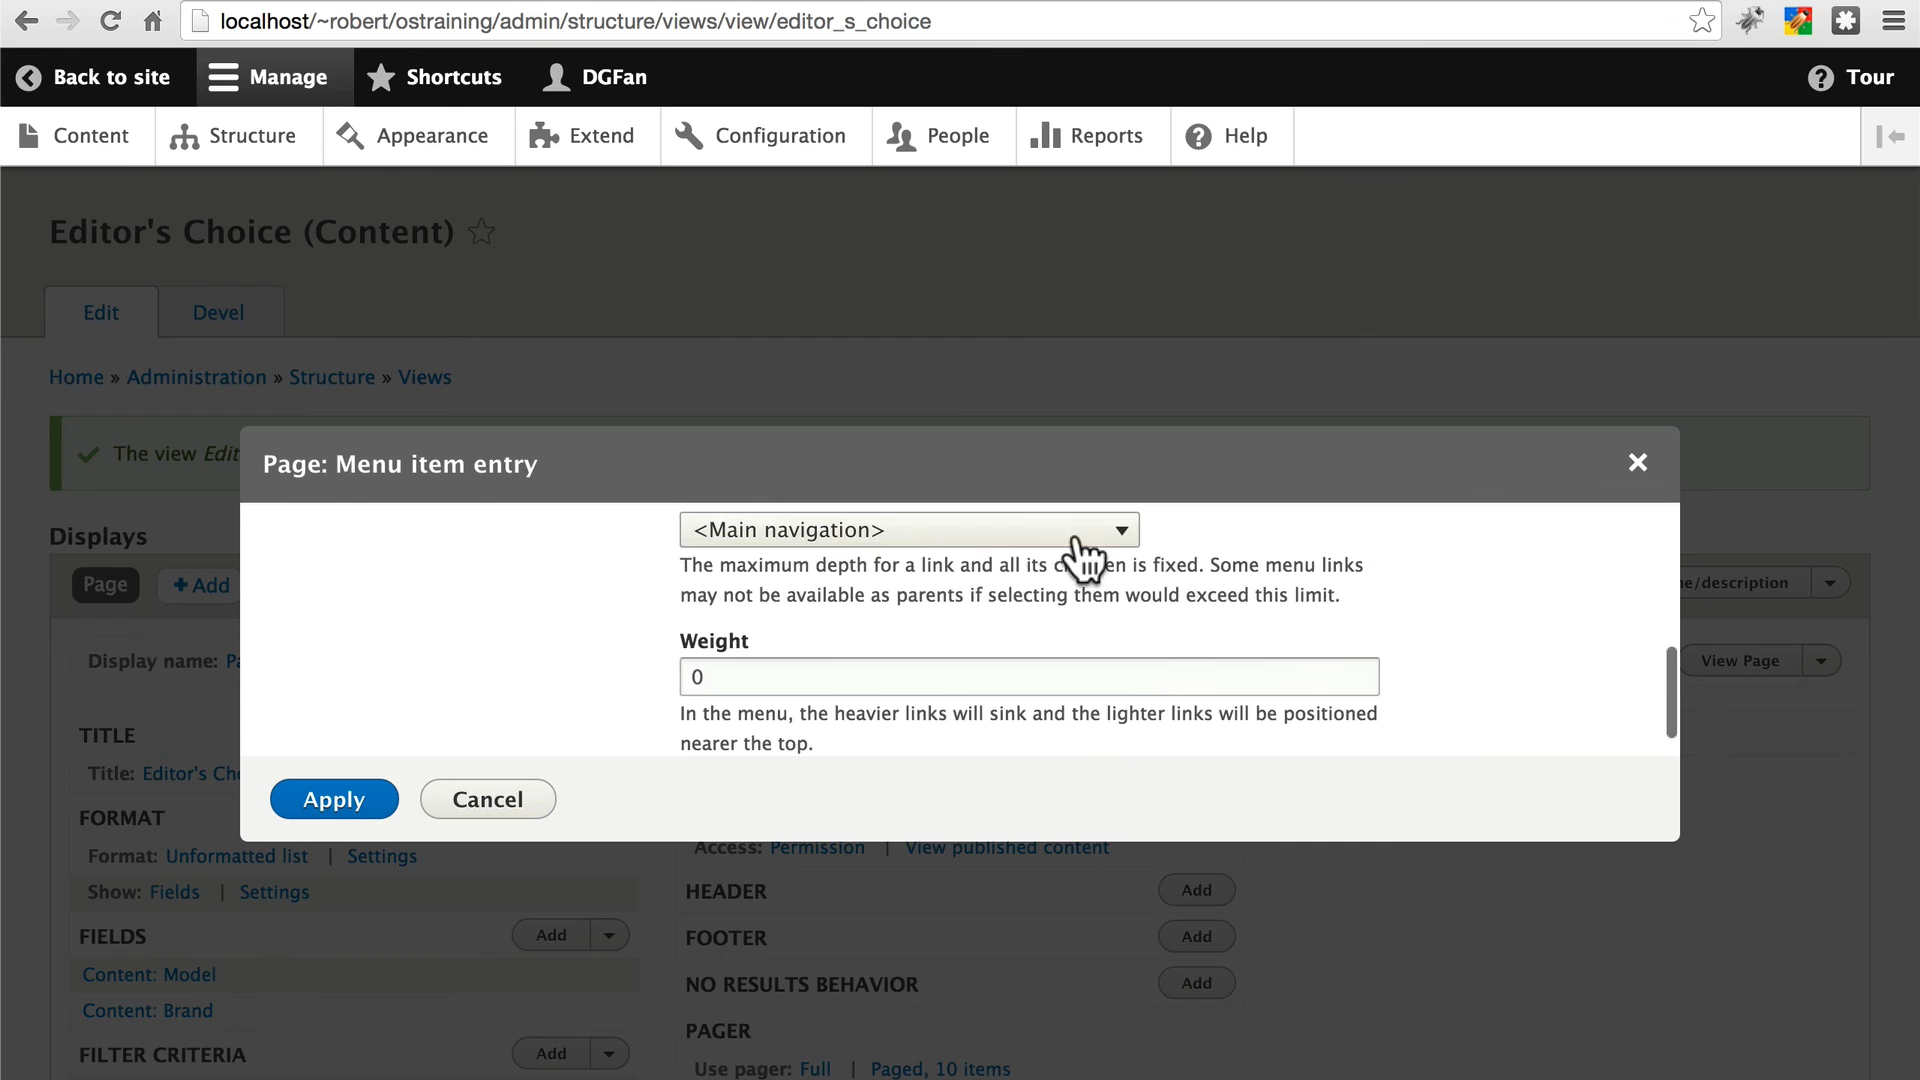 localhost/~robert/ostraining/admin/structure/views/view/editor_s_choice
Back to site
Manage
Shortcuts
DGFan
Tour
Content
Structure
Appearance
Extend
Configuration
People
Reports
Help
Editor's Choice (Content)
Edit
Devel
Home » Administration » Structure » Views
The view Edit
Page: Menu item entry
<Main navigation>
The maximum depth for a link and all its en is fixed. Some menu links
may not be available as parents if selecting them would exceed this limit.
Weight
0
In the menu, the heavier links will sink and the lighter links will be positioned
nearer the top.
Apply
Cancel
Displays
Page
+Add
e/description
Display name: Pa
View Page
TITLE
Title: Editor's Cho
FORMAT
Format: Unformatted list | Settings
Show: Fields | Settings
FIELDS
Add
Content: Model
Content: Brand
FILTER CRITERIA
Add
Access: Permission | View published content
HEADER
Add
FOOTER
Add
NO RESULTS BEHAVIOR
Add
PAGER
Use pager: Full | Paged, 10 items